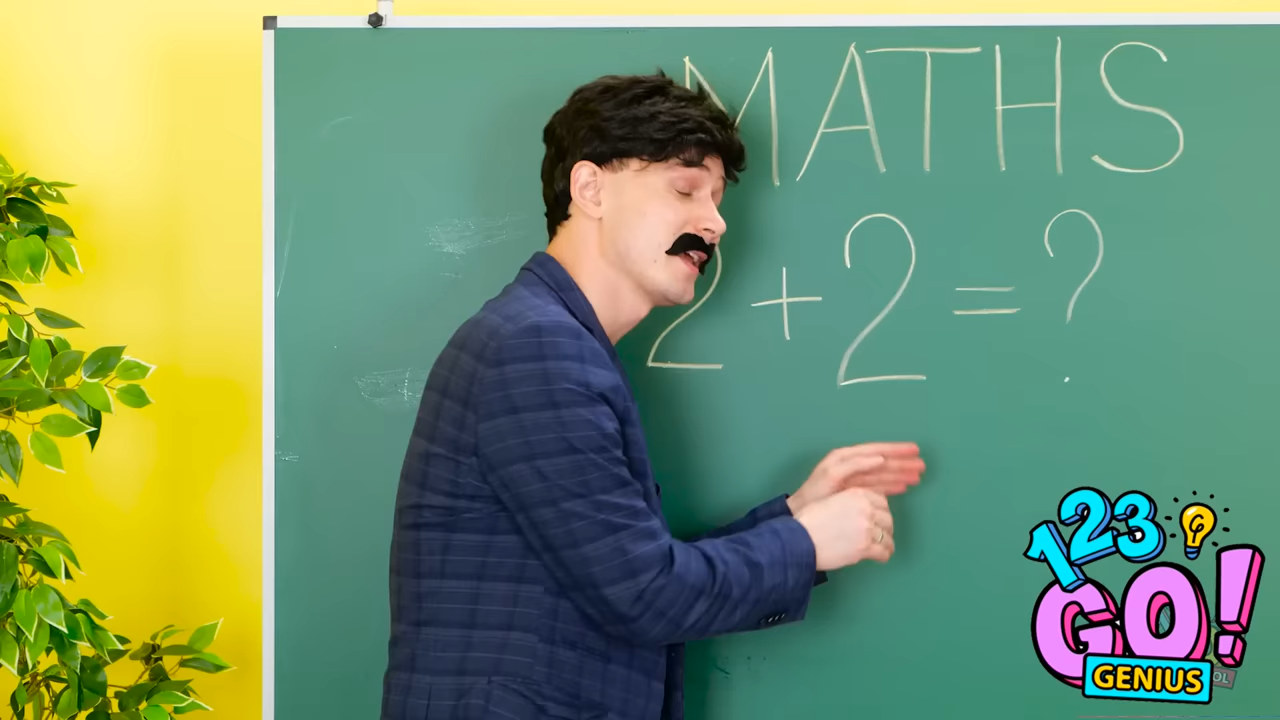 MATHS
2 + 2 = ?
123
GO!
GENIUS